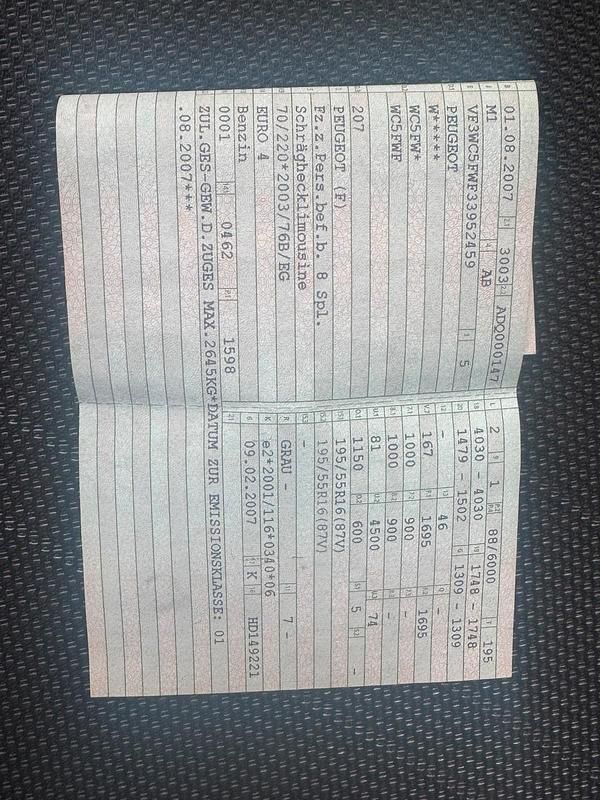 01.08.2007 3003 ADQ000147
M1 AB
VF3WC5FWF33952459 5
PEUGEOT
W*****
WC5FW*
WC5FWF
207
PEUGEOT (F)
Fz.z.Pers.bef.b. 8 Spl.
Schräghecklimousine
70/220*2003/76B/EG
EURO 4
Benzin
0001 0462 1598
ZUL.GES-GEW.D.ZUGES MAX.2645KG*DATUM ZUR EMISSIONSKLASSE: 01
.08.2007***
2 1 88/6000 195
4030 - 4030 1748 - 1748
1479 - 1502 1309 - 1309
- 46 -
167 1695 1695
1000 900 -
1000 900 -
81 4500 74
1150 600 5 -
195/55R16(87V)
195/55R16(87V)
-
GRAU - 7 -
e2*2001/116*0340*06
09.02.2007 K HD149221